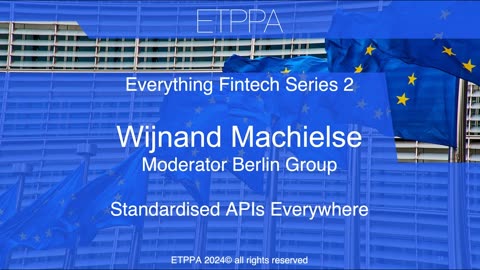 ETPPA
Everything Fintech Series 2
Wijnand Machielse
Moderator Berlin Group
Standardised APIs Everywhere
ETPPA 2024© all rights reserved